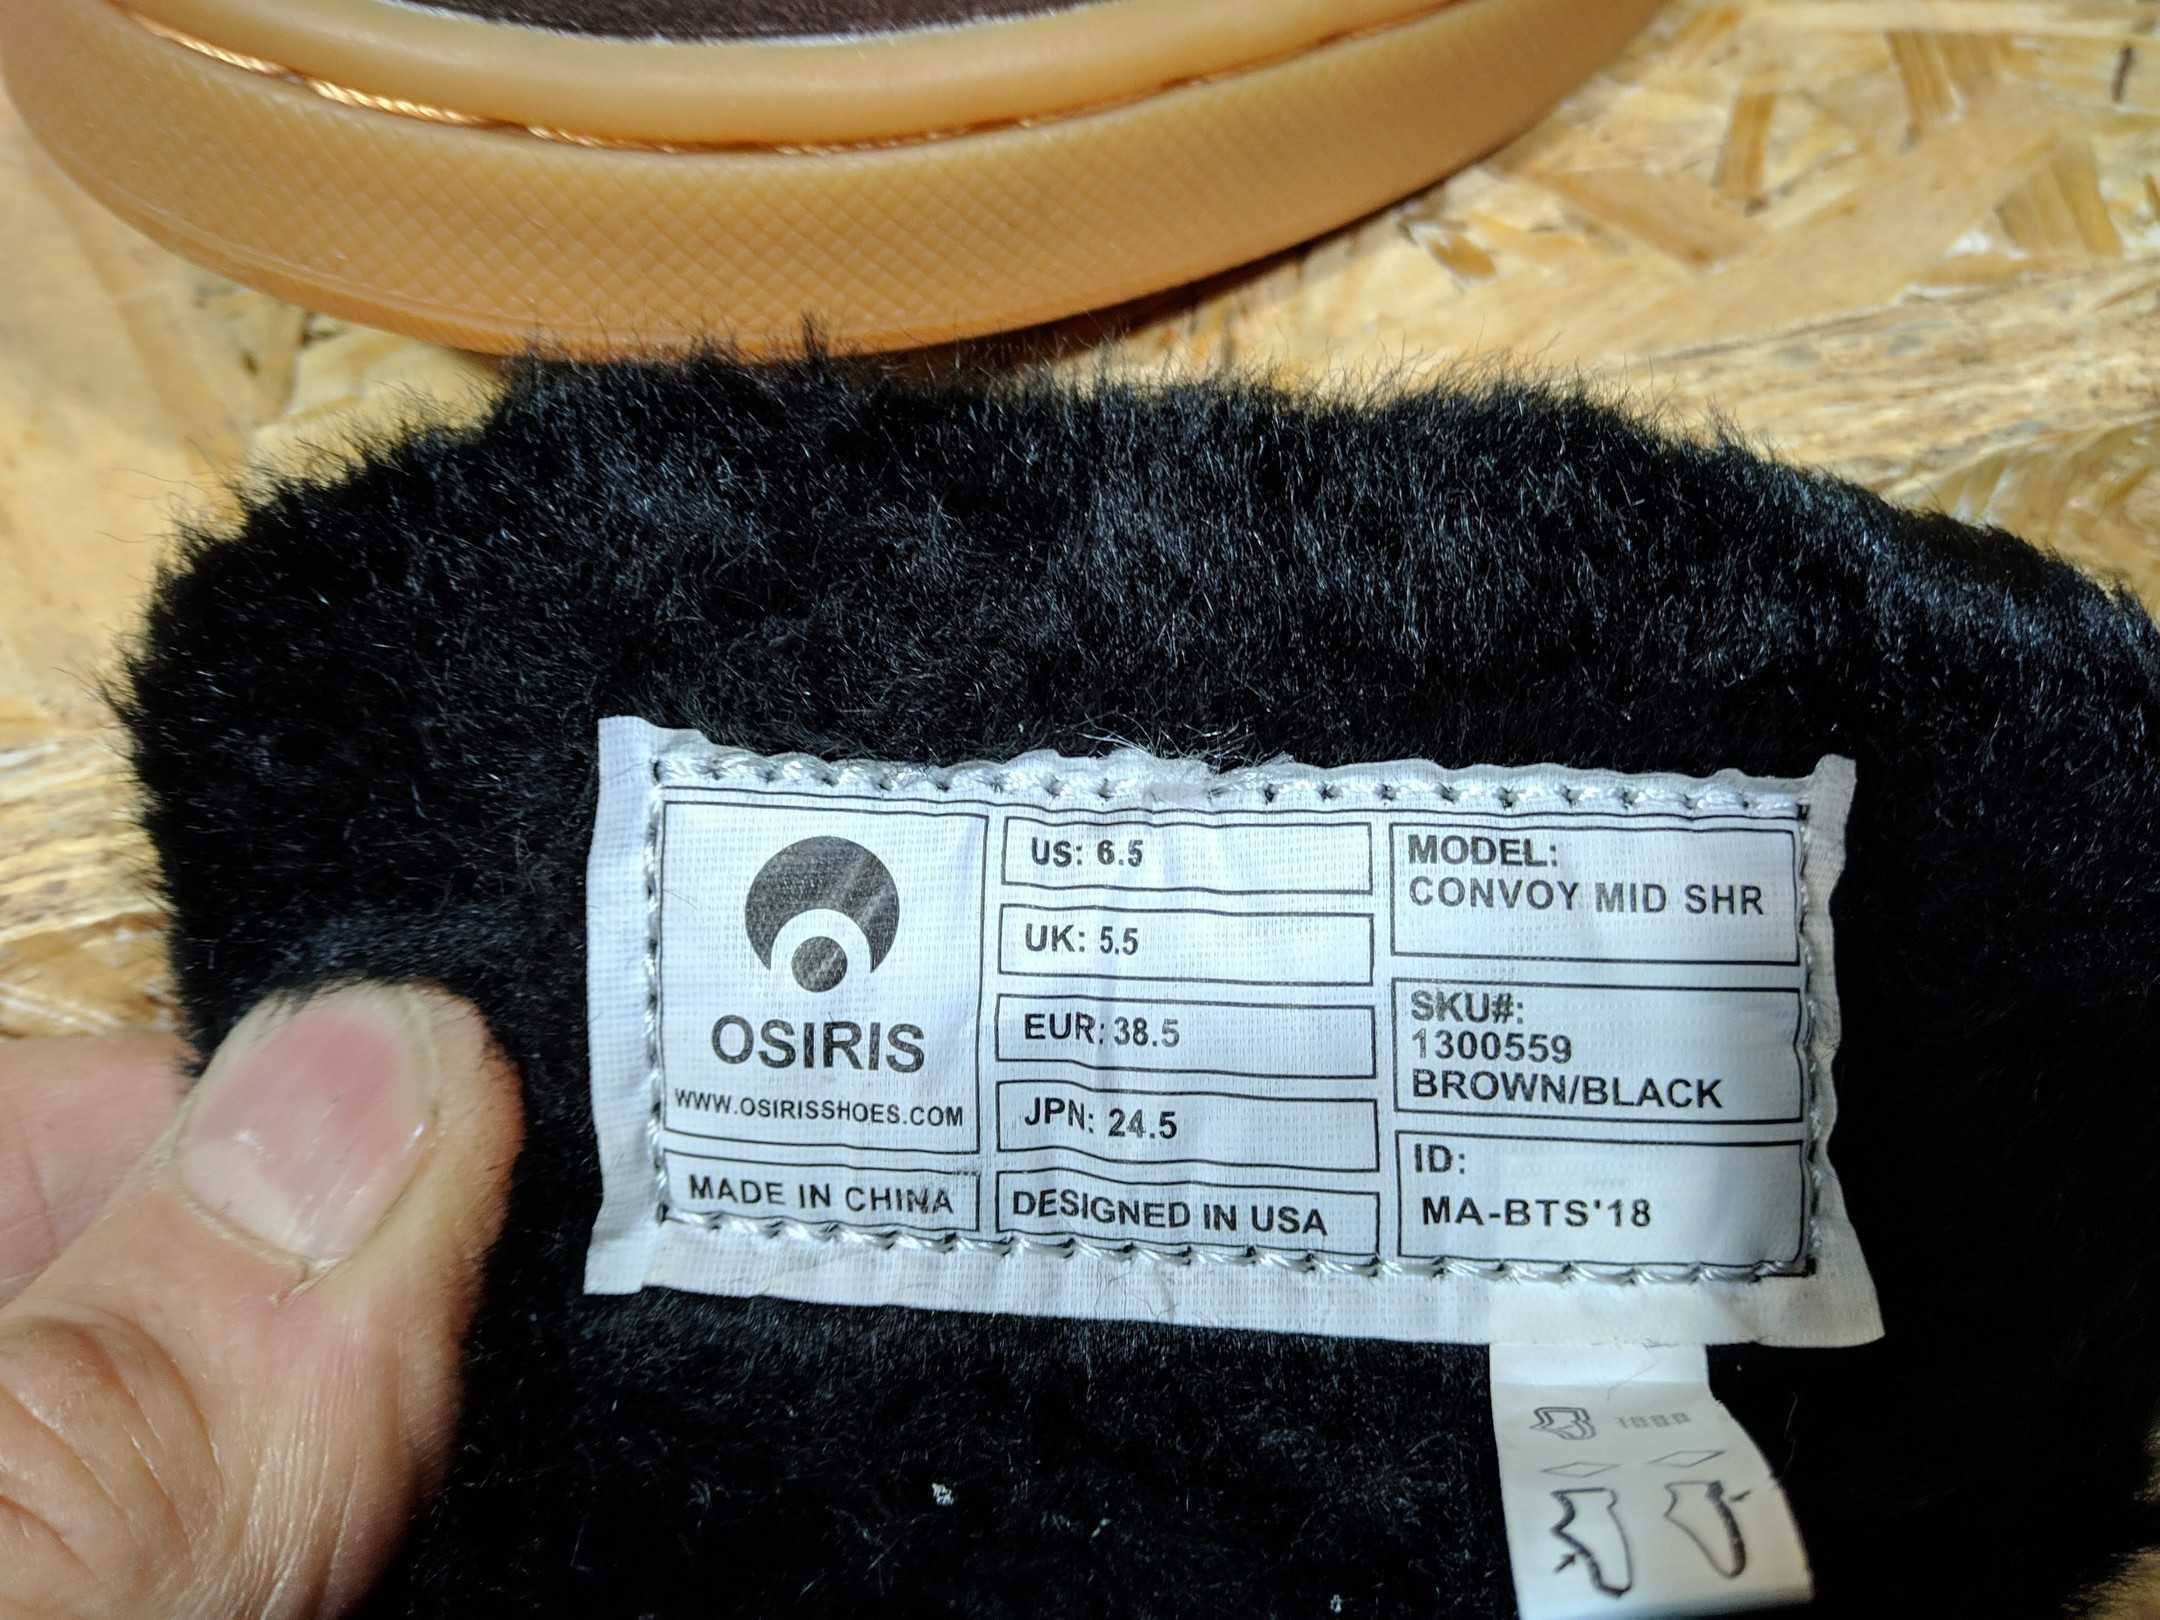 OSIRIS
WWW.OSIRISSHOES.COM
MADE IN CHINA
US: 6.5
UK: 5.5
EUR: 38.5
JPN: 24.5
DESIGNED IN USA
MODEL:
CONVOY MID SHR
SKU#:
1300559
BROWN/BLACK
ID:
MA-BTS'18